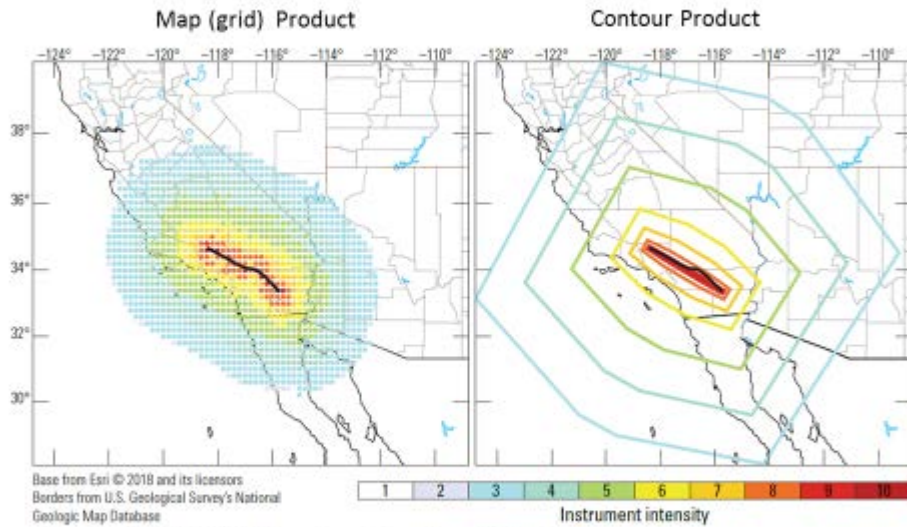 Map (grid) Product
Contour Product
-124° -122° -120° -118° -116° -114° -112° -110°
-124° -122° -120° -118° -116° -114° -112° -110°
38°
36°
34°
32°
30°
Base from Esri © 2018 and its licensors
Borders from U.S. Geological Survey's National
Geologic Map Database
1 2 3 4 5 6 7 8 9 10
Instrument intensity